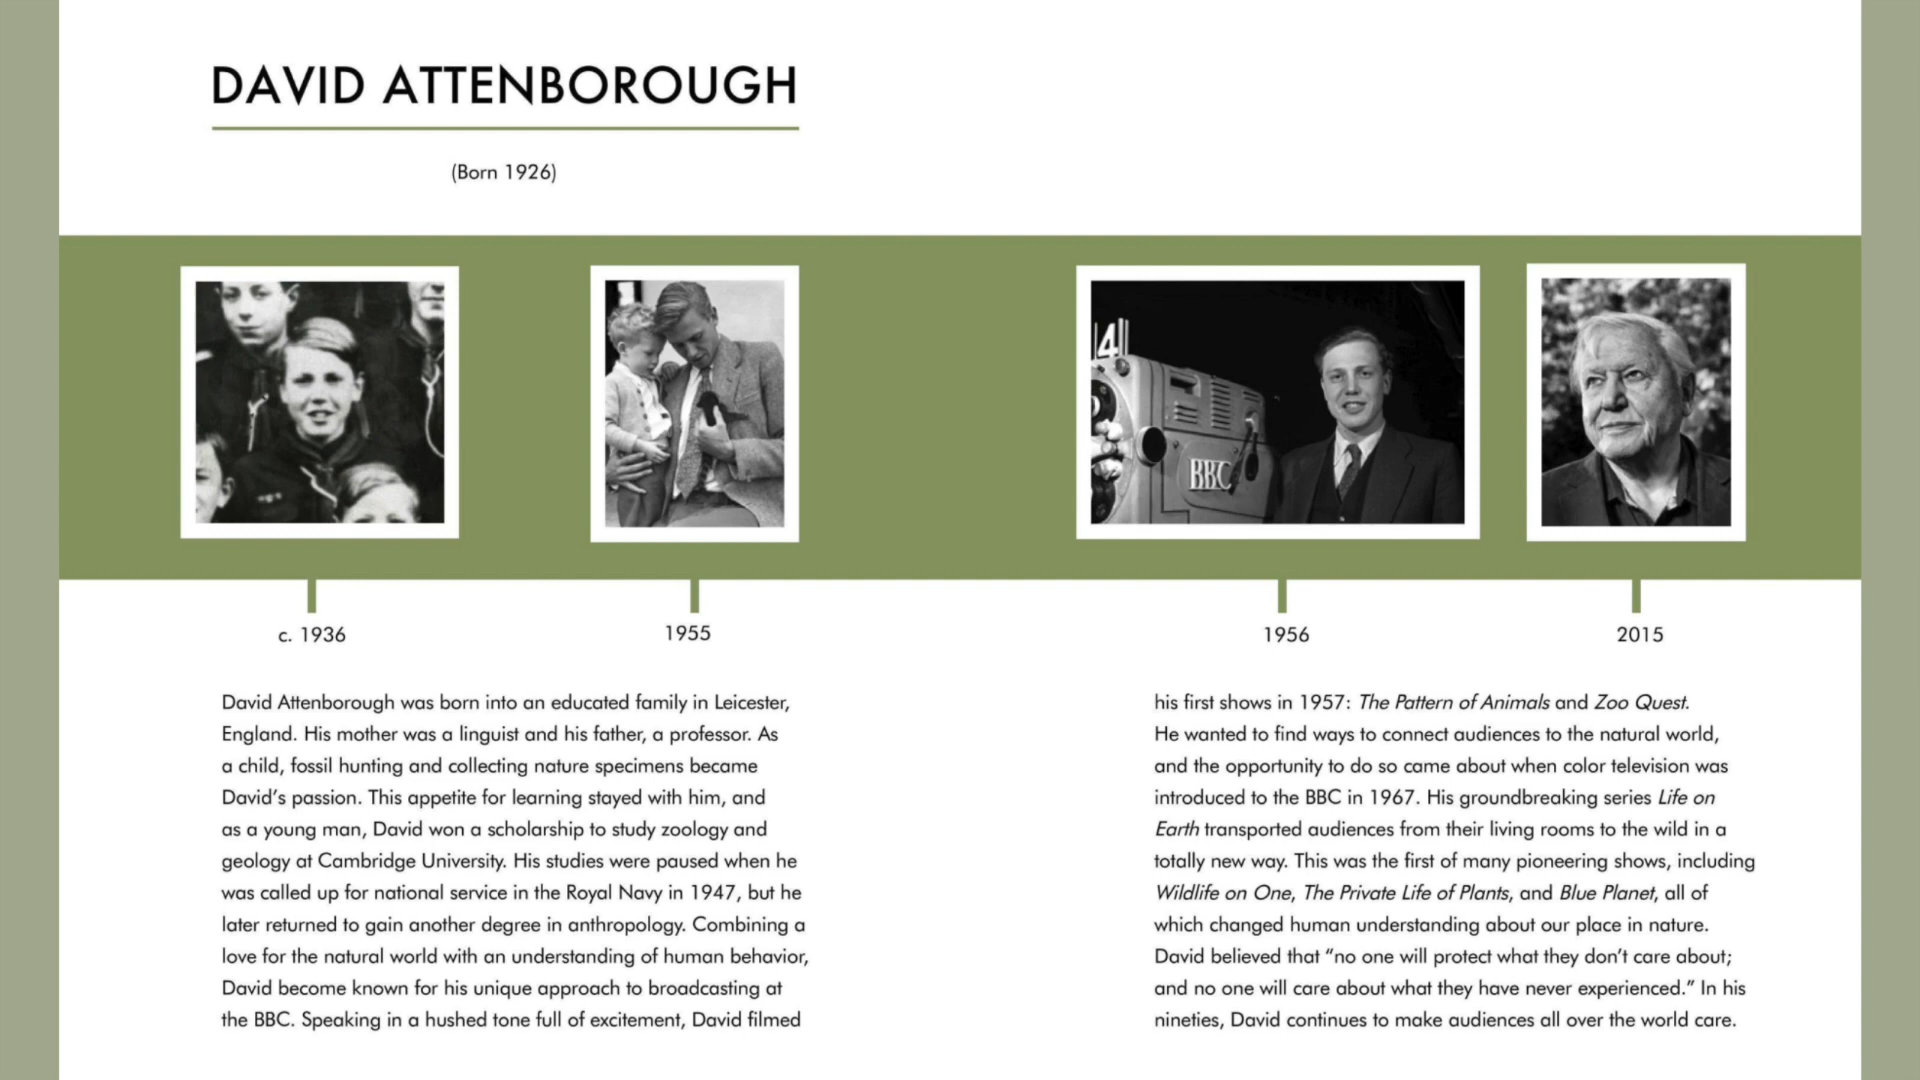 DAVID ATTENBOROUGH
(Born 1926)
4
BBC
c. 1936
1955
1956
2015
David Attenborough was born into an educated family in Leicester,
England. His mother was a linguist and his father, a professor. As
a child, fossil hunting and collecting nature specimens became
David’s passion. This appetite for learning stayed with him, and
as a young man, David won a scholarship to study zoology and
geology at Cambridge University. His studies were paused when he
was called up for national service in the Royal Navy in 1947, but he
later returned to gain another degree in anthropology. Combining a
love for the natural world with an understanding of human behavior,
David become known for his unique approach to broadcasting at
the BBC. Speaking in a hushed tone full of excitement, David filmed
his first shows in 1957: The Pattern of Animals and Zoo Quest.
He wanted to find ways to connect audiences to the natural world,
and the opportunity to do so came about when color television was
introduced to the BBC in 1967. His groundbreaking series Life on
Earth transported audiences from their living rooms to the wild in a
totally new way. This was the first of many pioneering shows, including
Wildlife on One, The Private Life of Plants, and Blue Planet, all of
which changed human understanding about our place in nature.
David believed that “no one will protect what they don’t care about;
and no one will care about what they have never experienced.” In his
nineties, David continues to make audiences all over the world care.